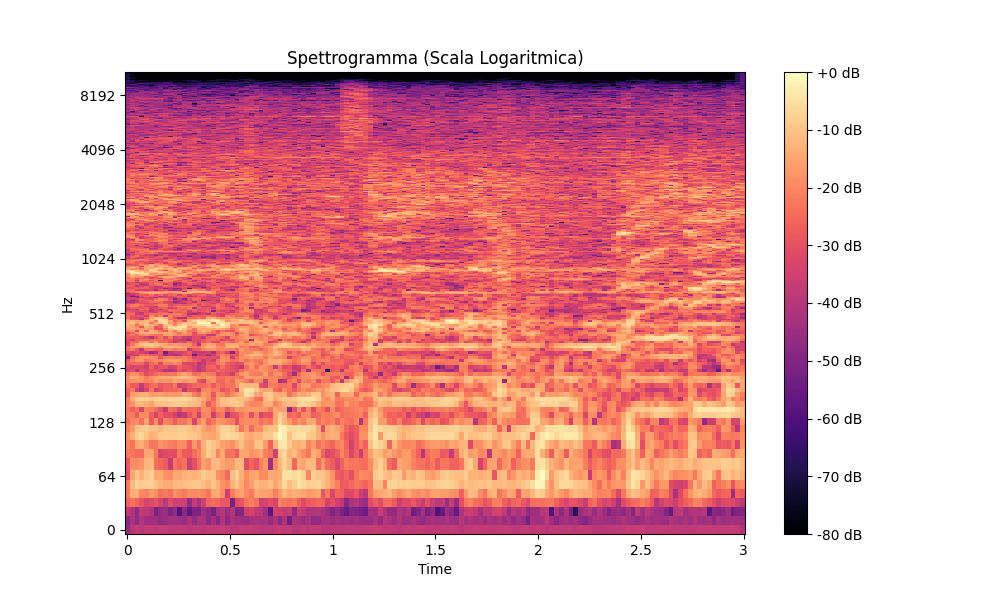 Spettrogramma (Scala Logaritmica)
Hz
8192
4096
2048
1024
512
256
128
64
0
0 0.5 1 1.5 2 2.5 3
Time
+0 dB
-10 dB
-20 dB
-30 dB
-40 dB
-50 dB
-60 dB
-70 dB
-80 dB